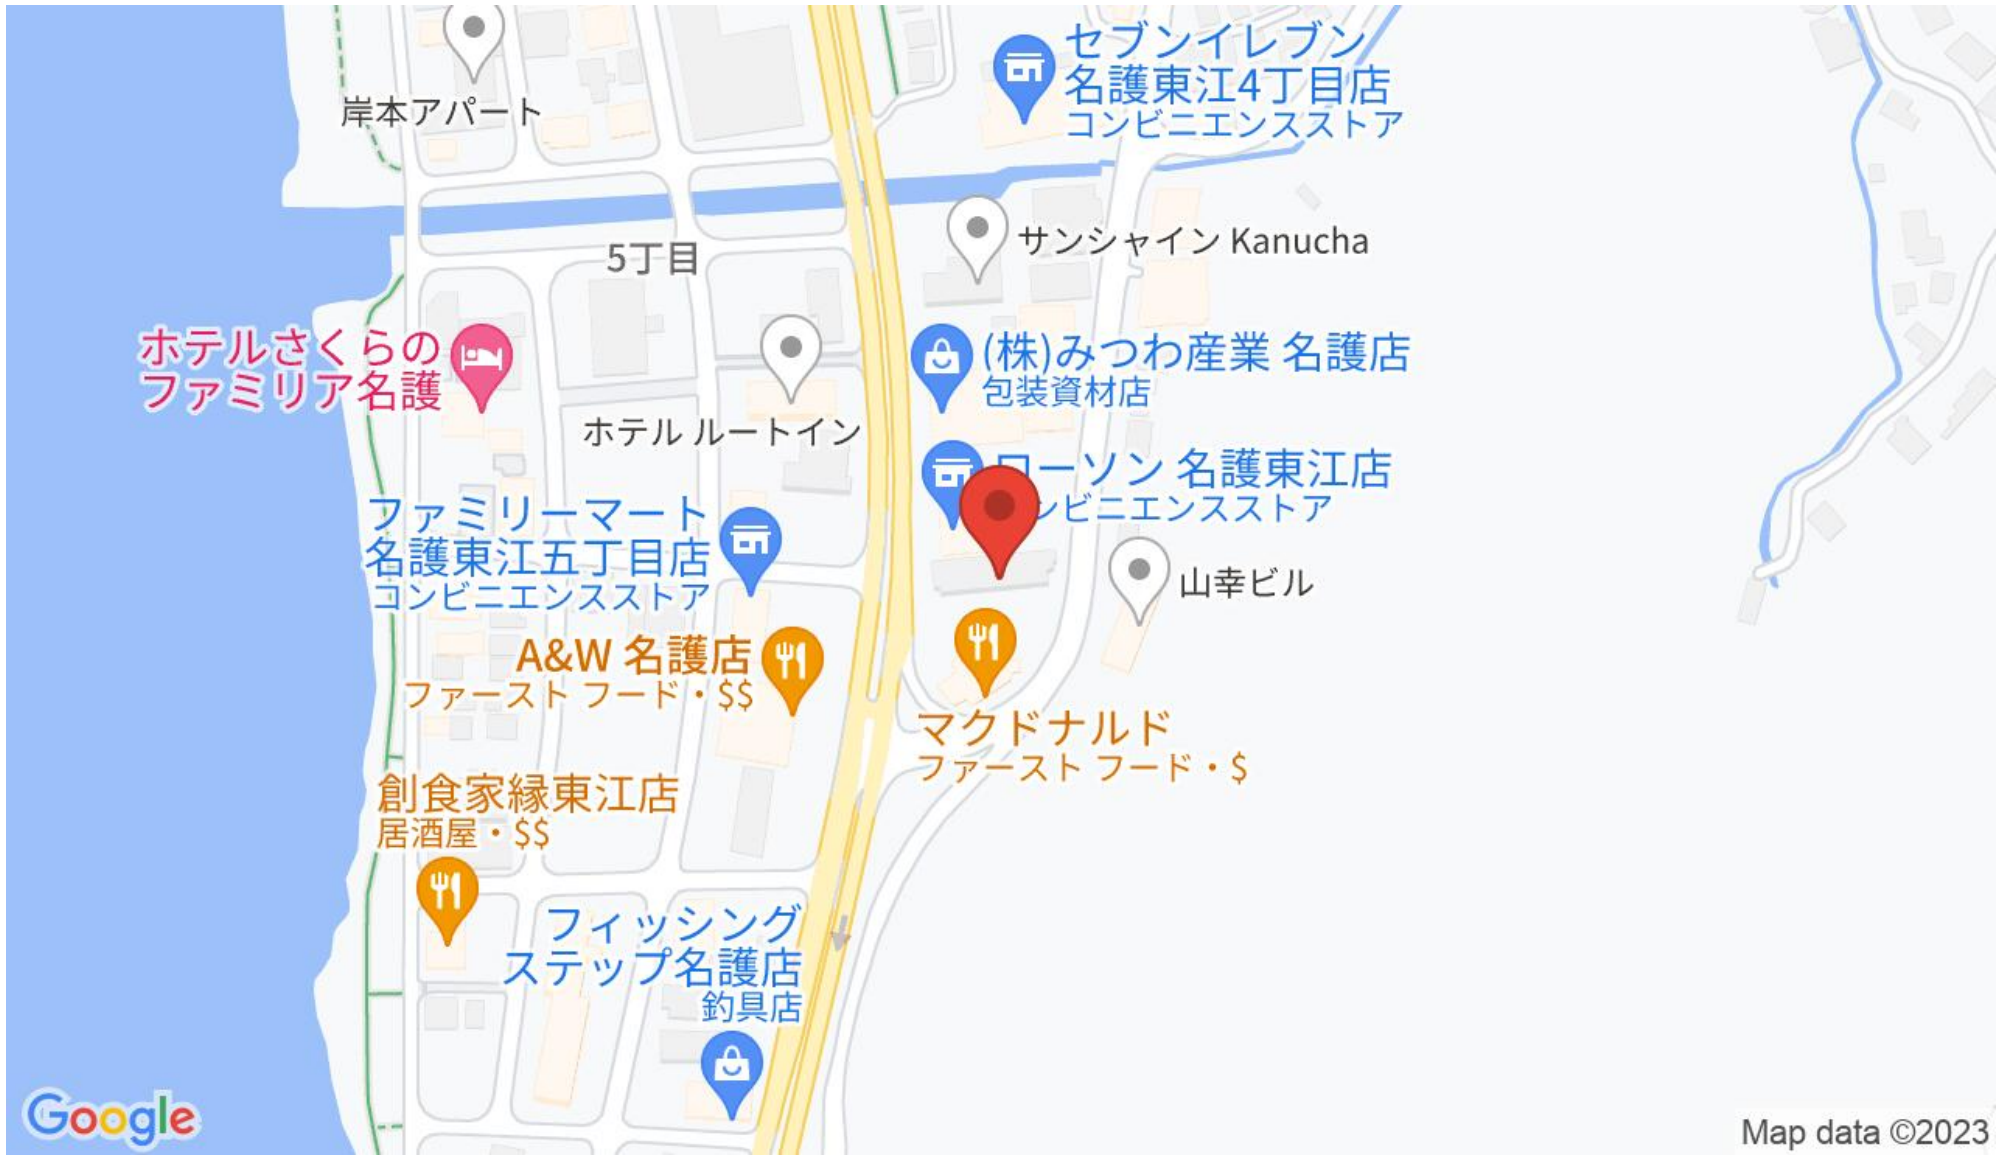 セブンイレブン
名護東江4丁目店
コンビニエンスストア
岸本アパート
サンシャイン Kanucha
5丁目
ホテルさくらの
ファミリア名護
(株)みつわ産業 名護店
包装資材店
ホテル ルートイン
ローソン 名護東江店
ンビニエンスストア
ファミリーマート
名護東江五丁目店
コンビニエンスストア
山幸ビル
A&W 名護店
ファースト フード・$$
マクドナルド
ファースト フード・$
創食家縁東江店
居酒屋・$$
フィッシング
ステップ名護店
釣具店
Google
Map data ©2023